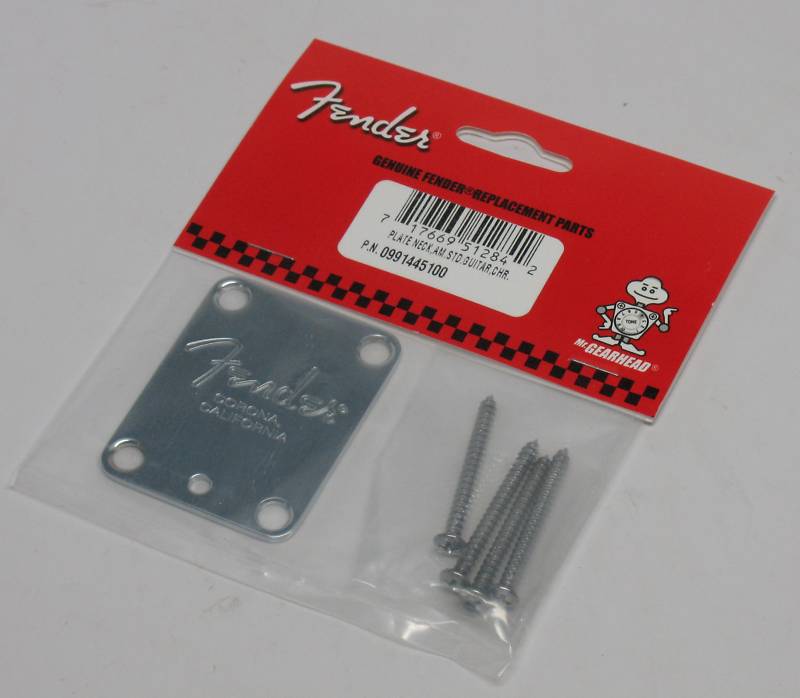 Fender®
GENUINE FENDER® REPLACEMENT PARTS
7 17669 51284 2
PLATE NECK,AM.STD.GUITAR,CHR.
P.N. 0991445100
TONE
Mr. GEARHEAD®
Fender
CORONA,
CALIFORNIA